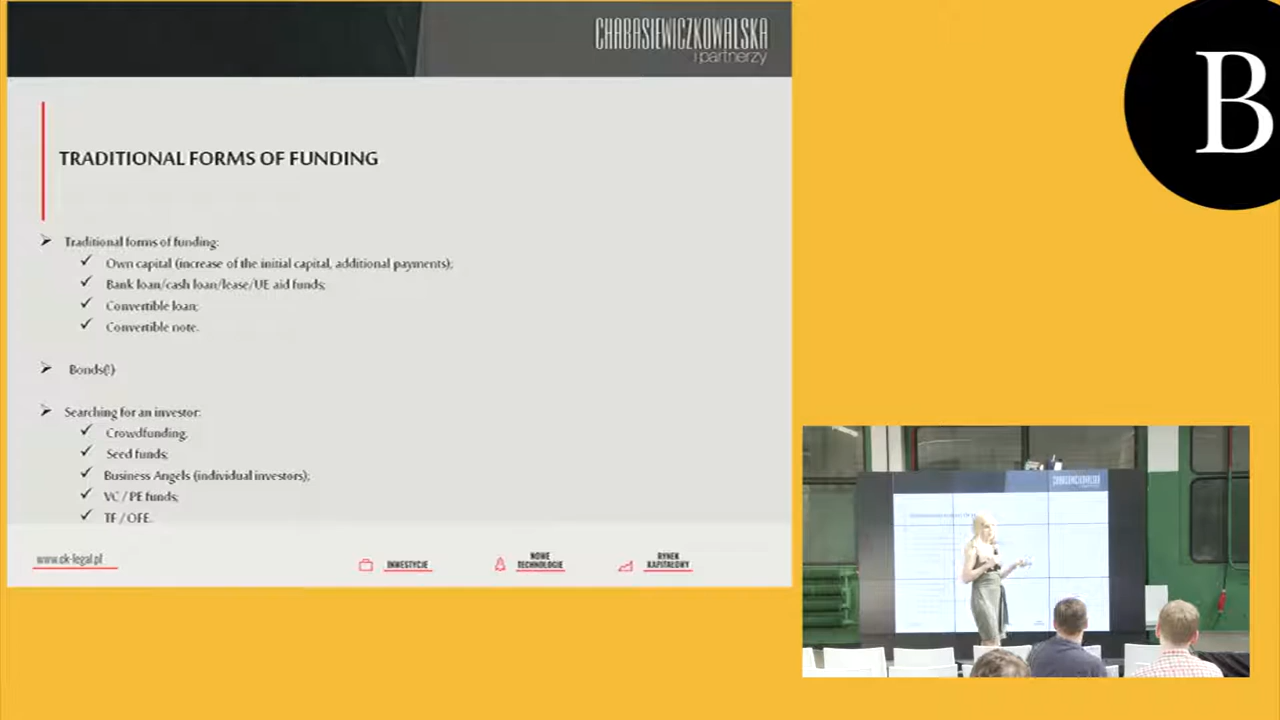 CHABASIEWICZKOWALSKA
i partnerzy
B
TRADITIONAL FORMS OF FUNDING
Traditional forms of funding:
Own capital (increase of the initial capital, additional payments);
Bank loan/cash loan/lease/UE aid funds;
Convertible loan;
Convertible note.
Bonds(!)
Searching for an investor:
Crowdfunding;
Seed funds;
Business Angels (individual investors);
VC / PE funds;
TF / OFE.
www.ck-legal.pl
INWESTYCJE
NOWE
TECHNOLOGIE
RYNEK
KAPITAŁOWY
CHABASIEWICZKOWALSKA